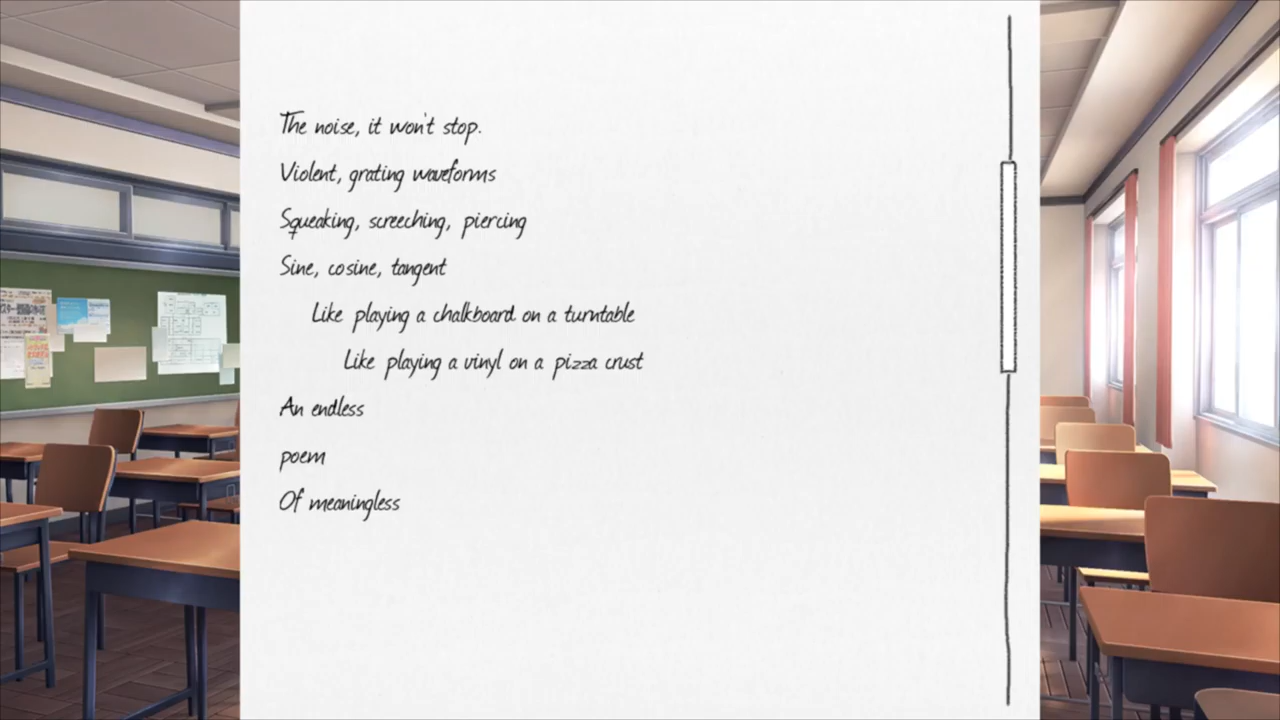 The noise, it won't stop.
Violent, grating waveforms
Squeaking, screeching, piercing
Sine, cosine, tangent
Like playing a chalkboard on a turntable
Like playing a vinyl on a pizza crust
An endless
poem
Of meaningless